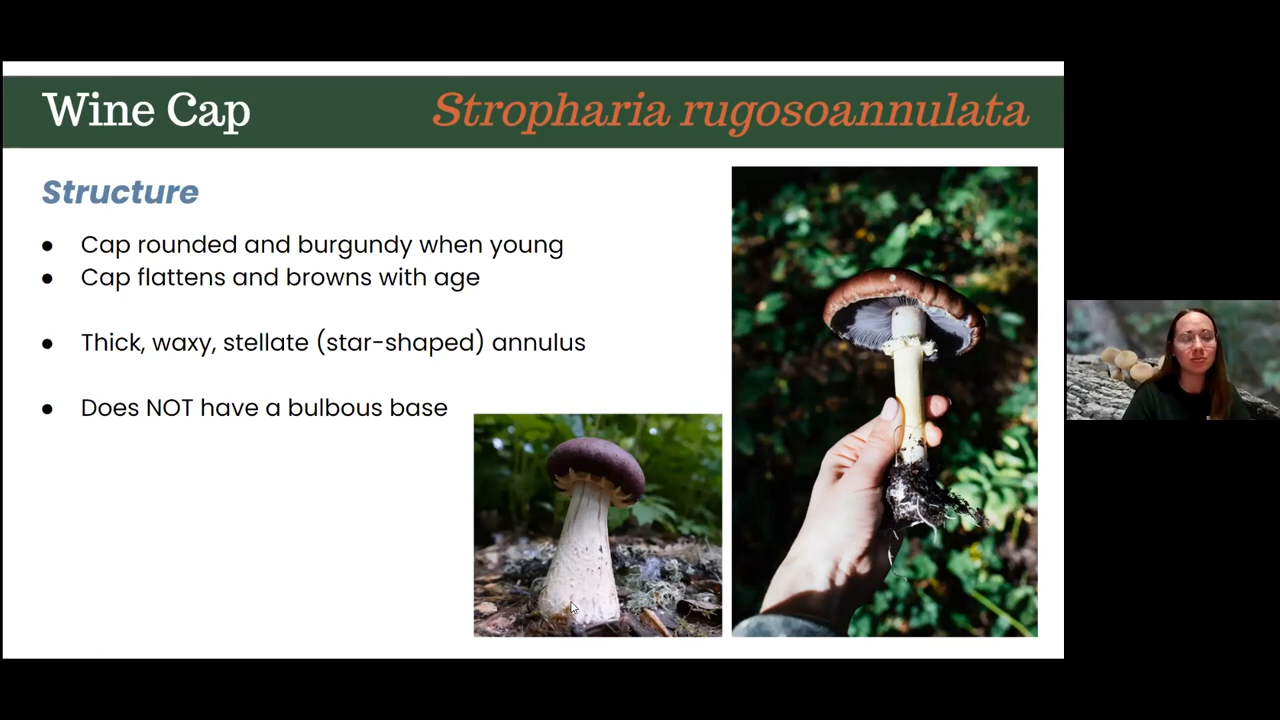 Wine Cap
Stropharia rugosoannulata
Structure
● Cap rounded and burgundy when young
● Cap flattens and browns with age
● Thick, waxy, stellate (star-shaped) annulus
● Does NOT have a bulbous base